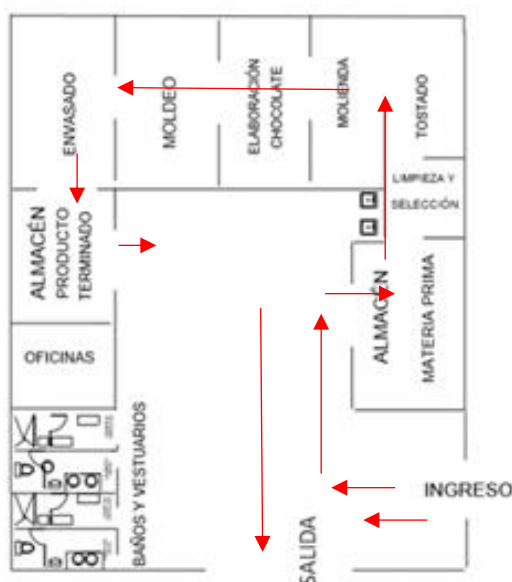 ENVASADO
MOLDEO
ELABORACIÓN
CHOCOLATE
MOLIENDA
TOSTADO
LIMPIEZA Y
SELECCIÓN
ALMACÉN
PRODUCTO
TERMINADO
ALMACÉN
MATERIA PRIMA
OFICINAS
BAÑOS Y VESTUARIOS
INGRESO
SALIDA